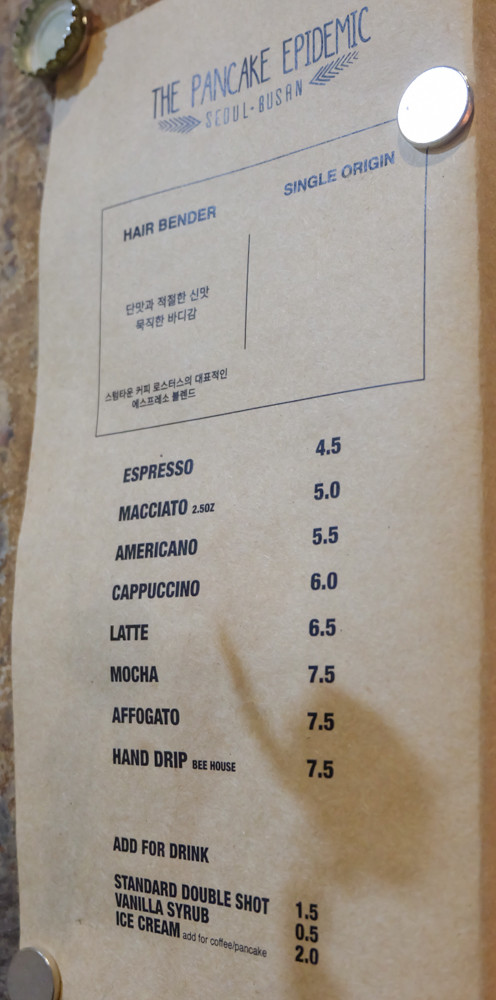 THE PANCAKE EPIDEMIC
SEOUL·BUSAN
HAIR BENDER
SINGLE ORIGIN
단맛과 적절한 신맛
묵직한 바디감
스텀타운 커피 로스터스의 대표적인
에스프레소 블렌드
ESPRESSO 4.5
MACCIATO 2.5OZ 5.0
AMERICANO 5.5
CAPPUCCINO 6.0
LATTE 6.5
MOCHA 7.5
AFFOGATO 7.5
HAND DRIP BEE HOUSE 7.5
ADD FOR DRINK
STANDARD DOUBLE SHOT 1.5
VANILLA SYRUB 0.5
ICE CREAM add for coffee/pancake 2.0